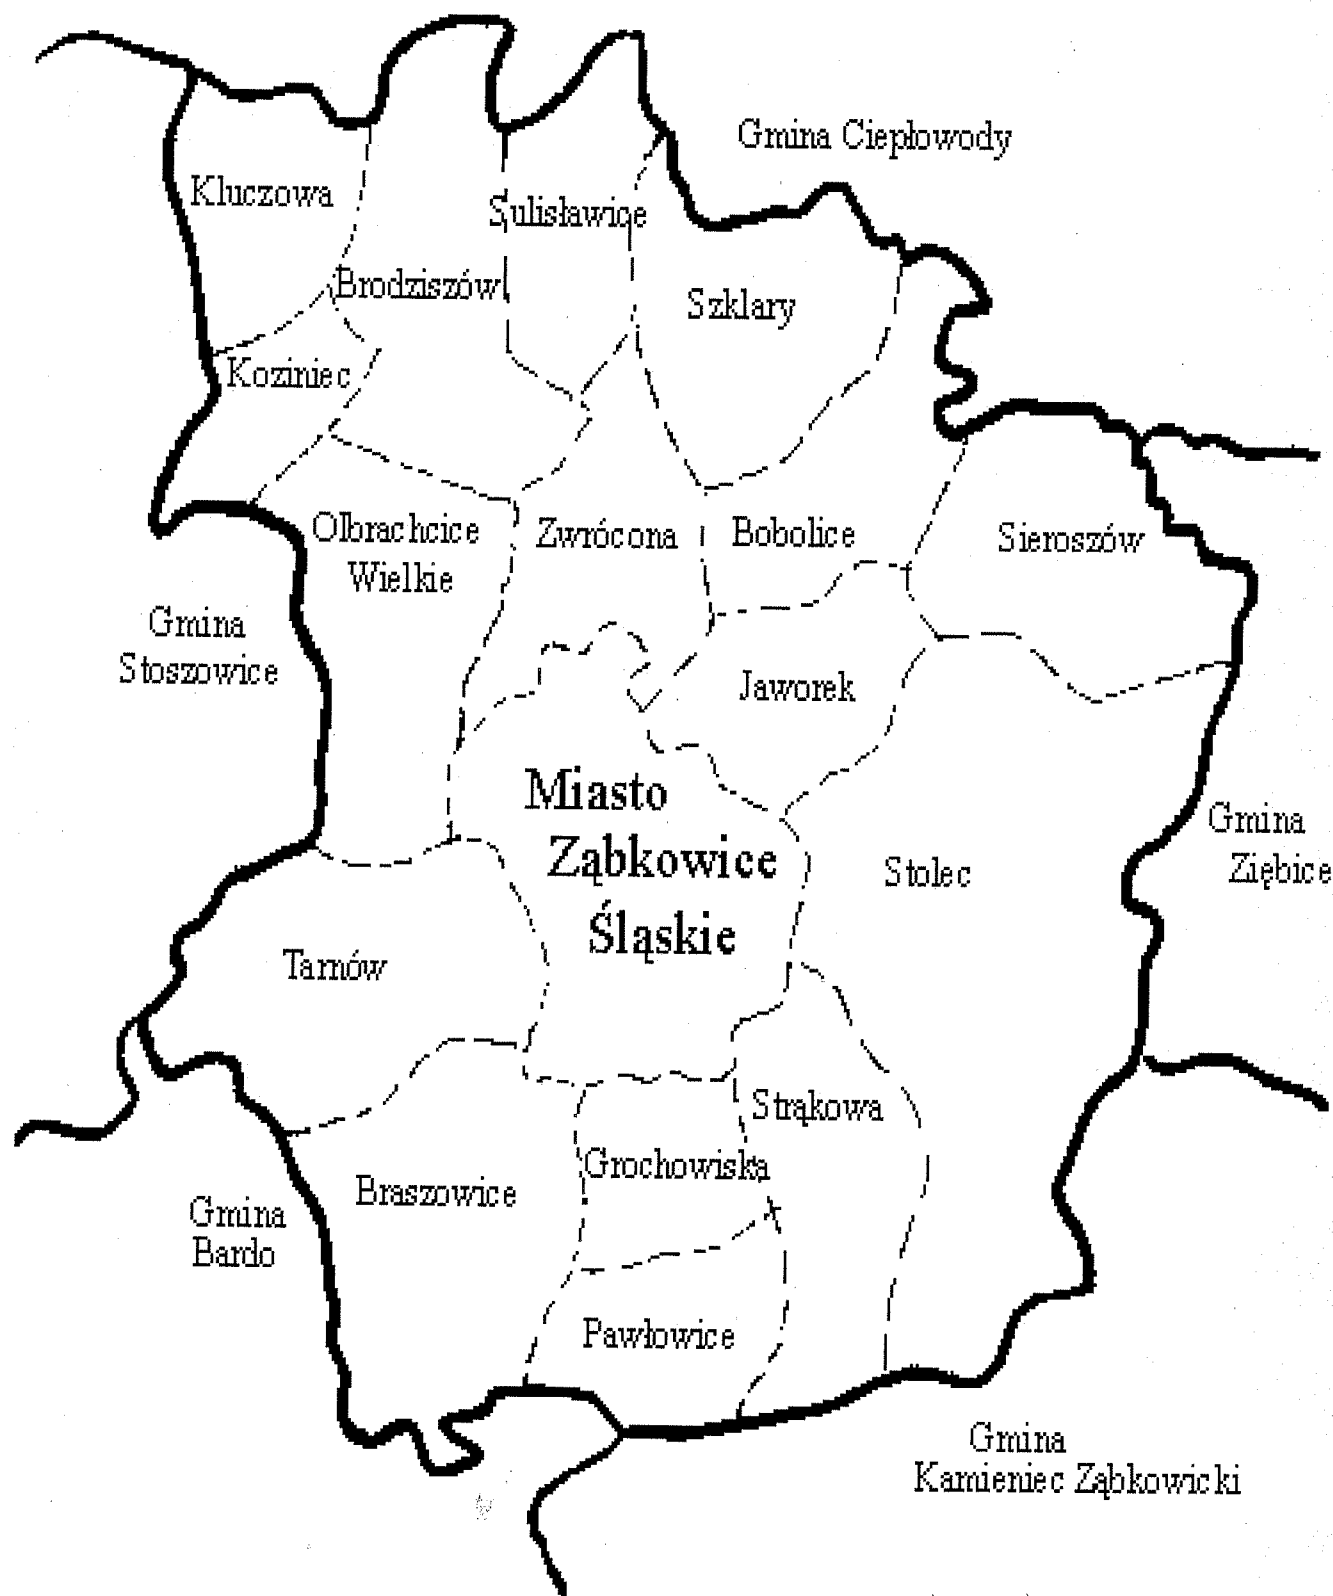 Gmina Ciepłowody
Kluczowa
Sulisławice
Brodziszów
Szklary
Koziniec
Olbrachcice
Wielkie
Zwrócona
Bobolice
Sieroszów
Gmina
Stoszowice
Jaworek
Miasto
Ząbkowice
Śląskie
Gmina
Ziębice
Stolec
Tarnów
Strąkowa
Grochowiska
Braszowice
Gmina
Bardo
Pawłowice
Gmina
Kamieniec Ząbkowicki